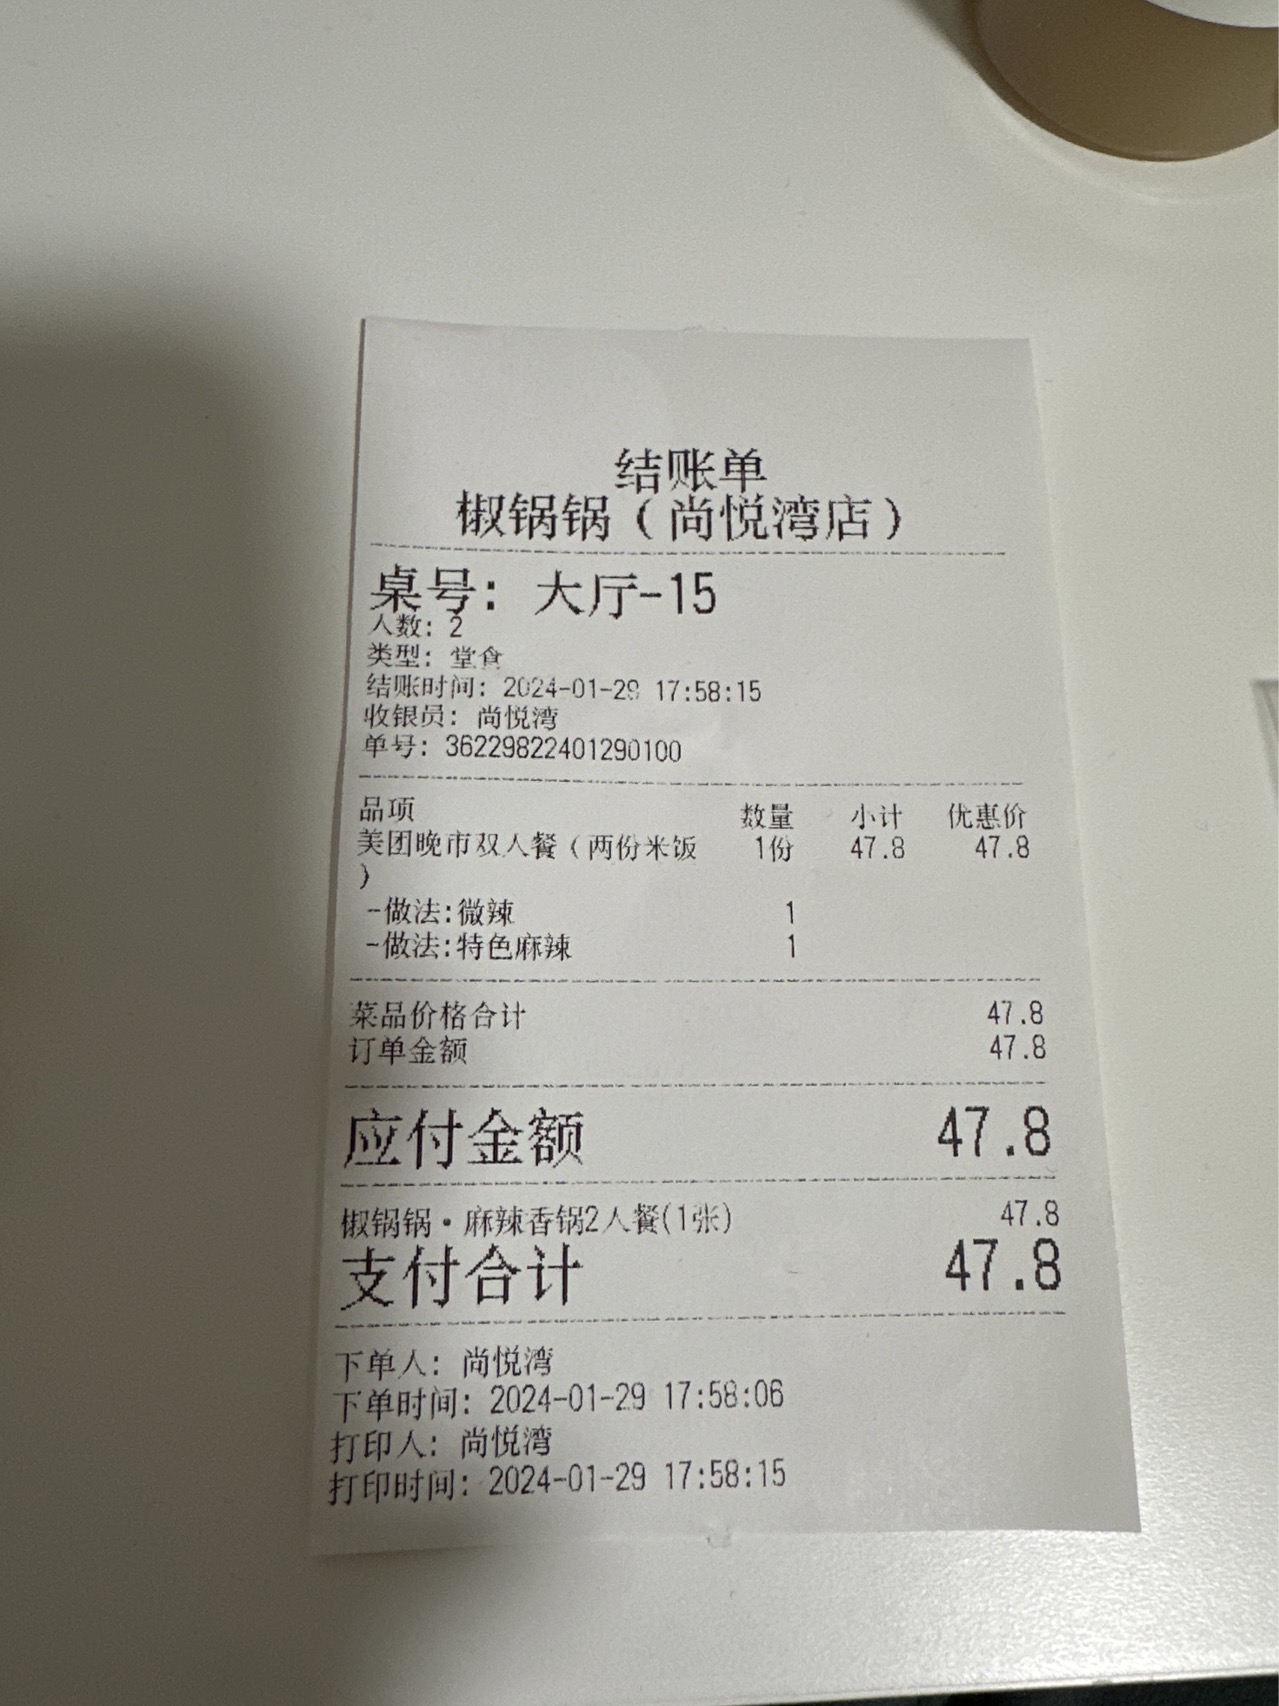 结账单
椒锅锅（尚悦湾店）
桌号: 大厅-15
人数: 2
类型: 堂食
结账时间: 2024-01-29 17:58:15
收银员: 尚悦湾
单号: 36229822401290100
品项 数量 小计 优惠价
美团晚市双人餐（两份米饭 1份 47.8 47.8
）
-做法:微辣 1
-做法:特色麻辣 1
菜品价格合计 47.8
订单金额 47.8
应付金额 47.8
椒锅锅·麻辣香锅2人餐(1张) 47.8
支付合计 47.8
下单人: 尚悦湾
下单时间: 2024-01-29 17:58:06
打印人: 尚悦湾
打印时间: 2024-01-29 17:58:15